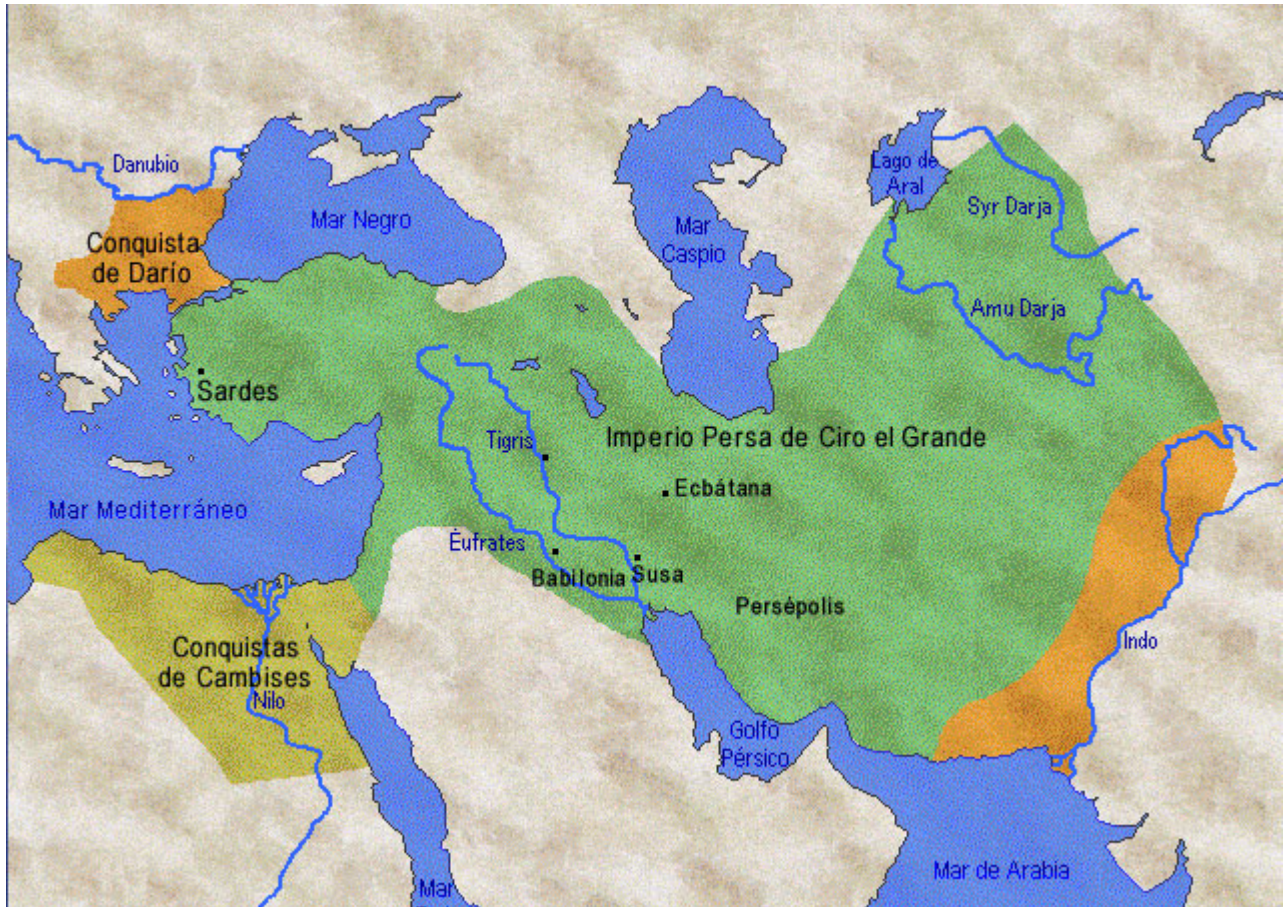 Danubio
Lago de
Aral
Syr Darja
Mar Negro
Mar
Caspio
Conquista
de Darío
Amu Darja
Sardes
Tigris
Imperio Persa de Ciro el Grande
Ecbátana
Mar Mediterráneo
Éufrates
Babilonia
Susa
Persépolis
Conquistas
de Cambises
Nilo
Indo
Golfo
Pérsico
Mar de Arabia
Mar